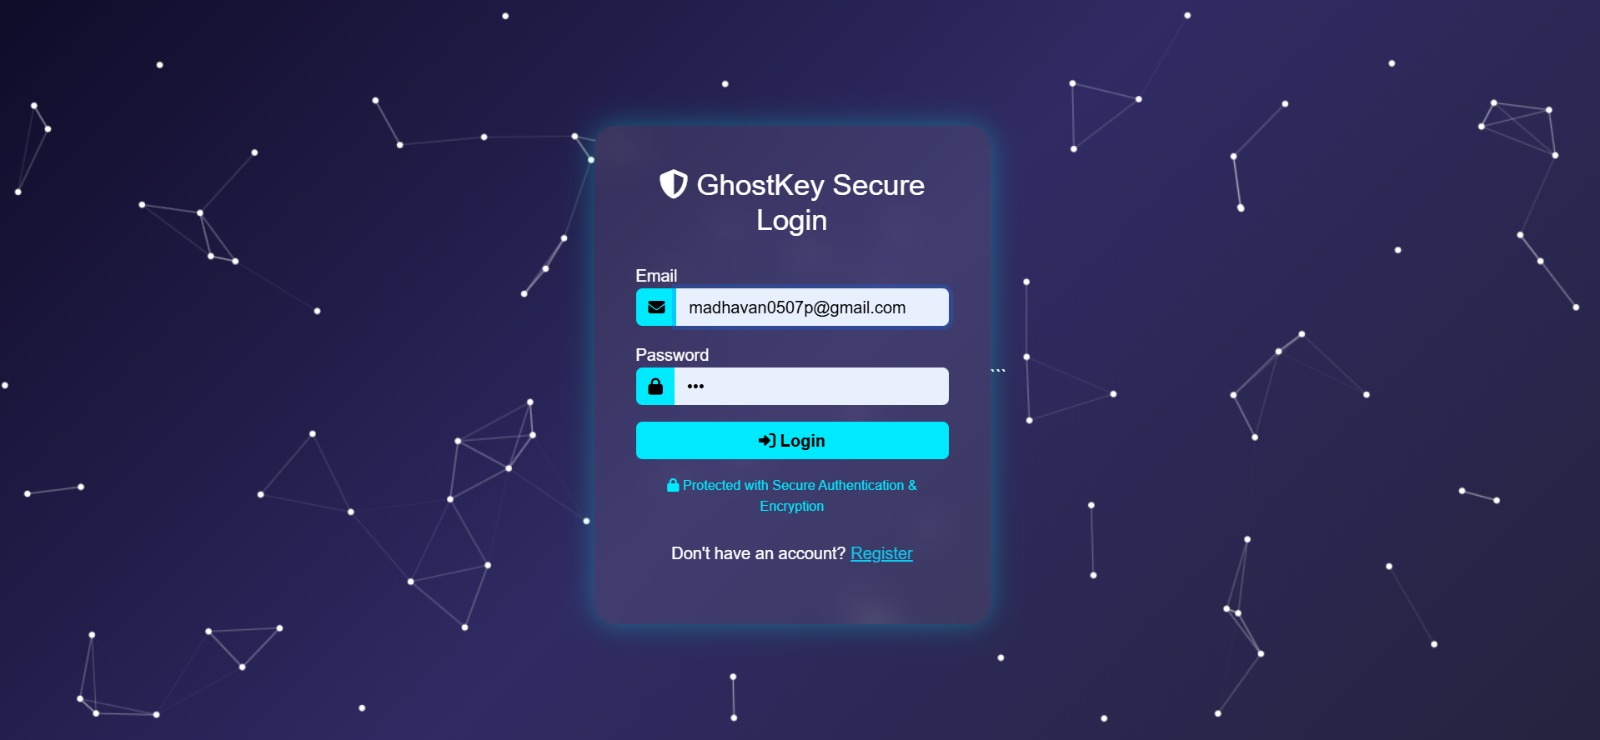 GhostKey Secure
Login
Email
madhavan0507p@gmail.com
Password
•••
```
Login
Protected with Secure Authentication &
Encryption
Don't have an account? Register